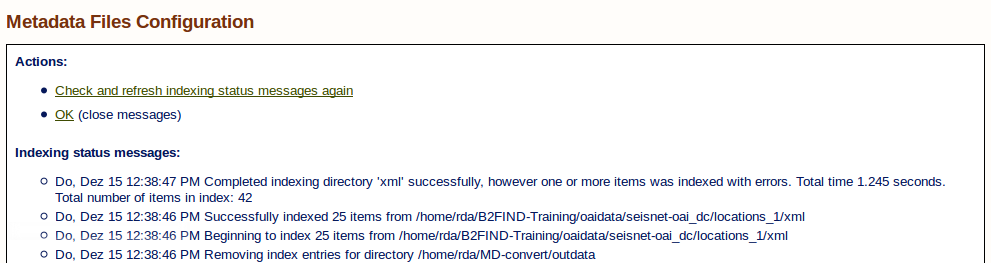 Metadata Files Configuration
Actions:
Check and refresh indexing status messages again
OK (close messages)
Indexing status messages:
Do, Dez 15 12:38:47 PM Completed indexing directory 'xml' successfully, however one or more items was indexed with errors. Total time 1.245 seconds.
Total number of items in index: 42
Do, Dez 15 12:38:46 PM Successfully indexed 25 items from /home/rda/B2FIND-Training/oaidata/seisnet-oai_dc/locations_1/xml
Do, Dez 15 12:38:46 PM Beginning to index 25 items from /home/rda/B2FIND-Training/oaidata/seisnet-oai_dc/locations_1/xml
Do, Dez 15 12:38:46 PM Removing index entries for directory /home/rda/MD-convert/outdata